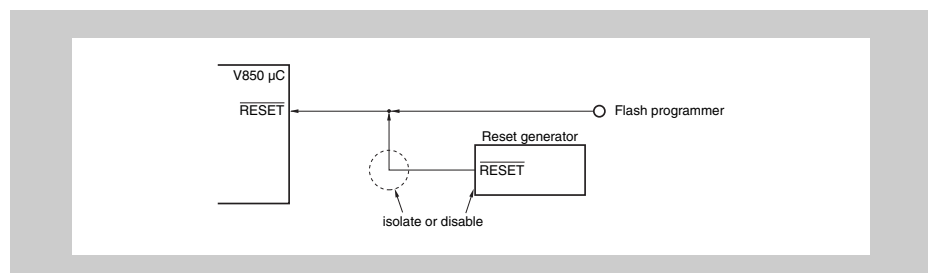 V850 µC
RESET
Flash programmer
Reset generator
RESET
isolate or disable